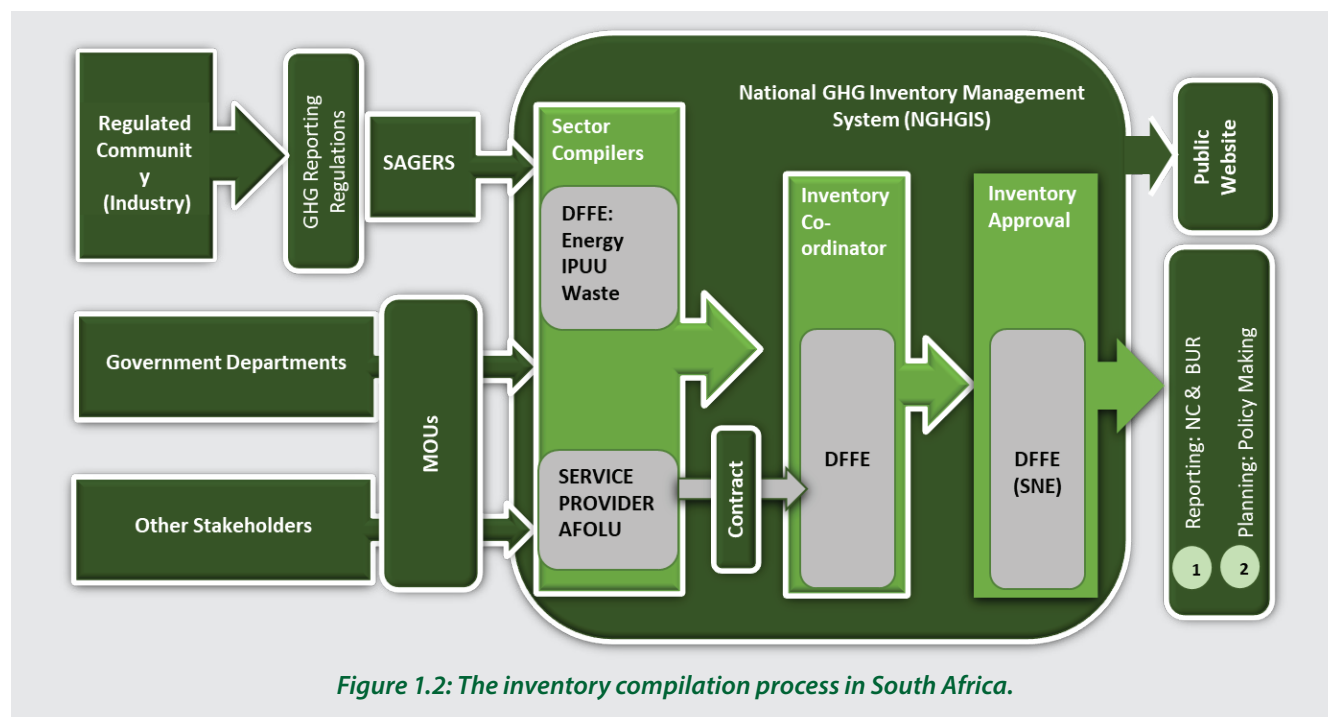 Regulated
Communit
y
(Industry)
GHG Reporting
Regulations
SAGERS
Government Departments
Other Stakeholders
MOUs
National GHG Inventory Management
System (NGHGIS)
Sector
Compilers
DFFE:
Energy
IPUU
Waste
SERVICE
PROVIDER
AFOLU
Contract
Inventory
Co-
ordinator
DFFE
Inventory
Approval
DFFE
(SNE)
Public
Website
Reporting: NC & BUR
Planning: Policy Making
1
2
Figure 1.2: The inventory compilation process in South Africa.